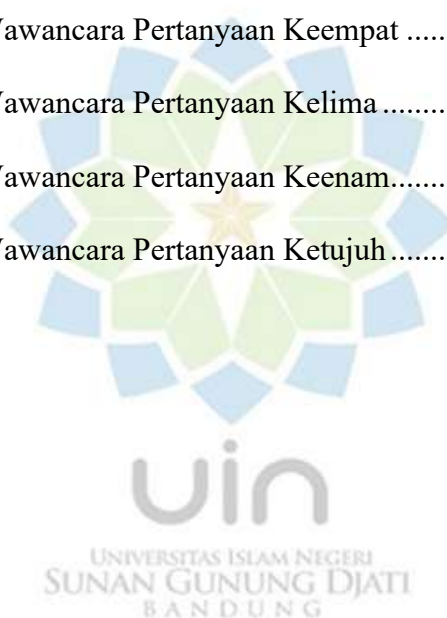 awancara Pertanyaan Keempat .....
awancara Pertanyaan Kelima ........
awancara Pertanyaan Keenam.......
awancara Pertanyaan Ketujuh.......
uin
UNIVERSITAS ISLAM NEGERI
SUNAN GUNUNG DJATI
BANDUNG